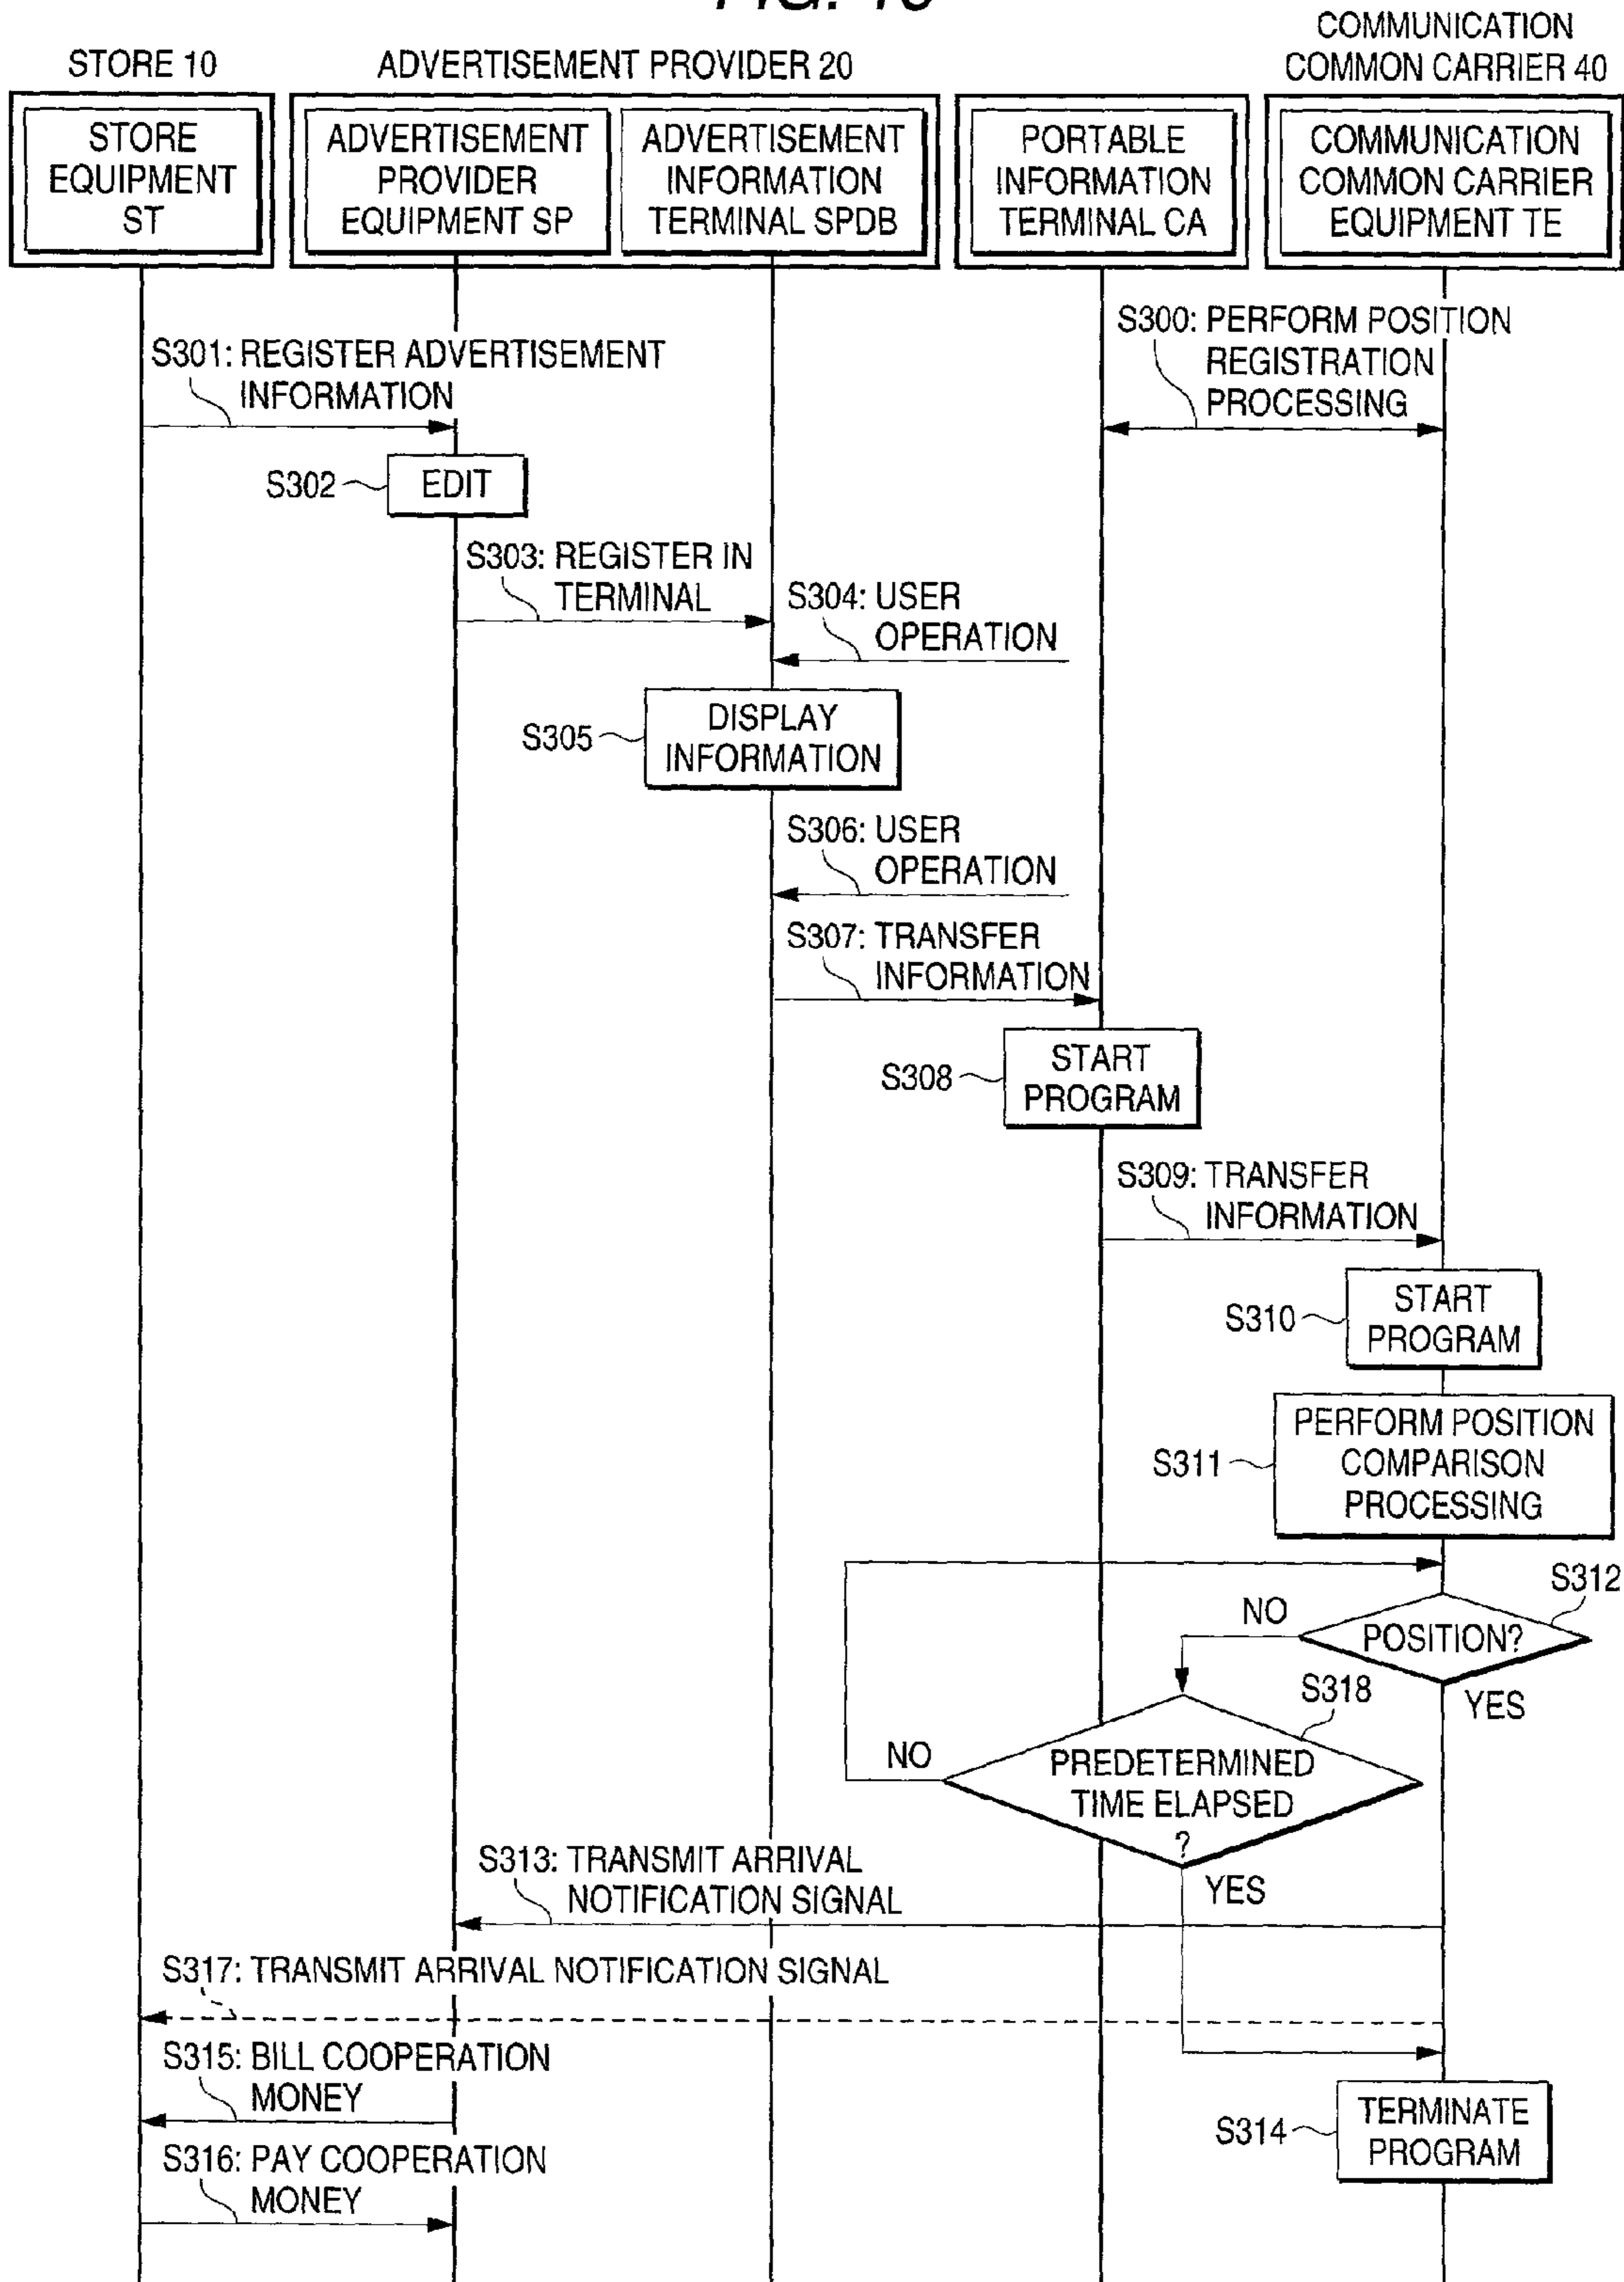 FIG.
STORE 10
ADVERTISEMENT PROVIDER 20
COMMUNICATION
COMMON CARRIER 40
STORE
EQUIPMENT
ST
ADVERTISEMENT
PROVIDER
EQUIPMENT SP
ADVERTISEMENT
INFORMATION
TERMINAL SPDB
PORTABLE
INFORMATION
TERMINAL CA
COMMUNICATION
COMMON CARRIER
EQUIPMENT TE
S300: PERFORM POSITION
REGISTRATION
PROCESSING
S301: REGISTER ADVERTISEMENT
INFORMATION
S302
EDIT
S303: REGISTER IN
TERMINAL
S304: USER
OPERATION
S305
DISPLAY
INFORMATION
S306: USER
OPERATION
S307: TRANSFER
INFORMATION
S308
START
PROGRAM
S309: TRANSFER
INFORMATION
S310
START
PROGRAM
S311
PERFORM POSITION
COMPARISON
PROCESSING
S312
NO
POSITION?
YES
S318
NO
PREDETERMINED
TIME ELAPSED
?
YES
S313: TRANSMIT ARRIVAL
NOTIFICATION SIGNAL
S317: TRANSMIT ARRIVAL NOTIFICATION SIGNAL
S315: BILL COOPERATION
MONEY
S314
TERMINATE
PROGRAM
S316: PAY COOPERATION
MONEY